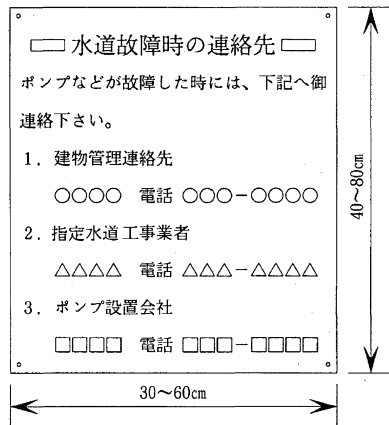 水道故障時の連絡先
ポンプなどが故障した時には、下記へ御
連絡下さい。
1. 建物管理連絡先
○○○○ 電話 ○○○-○○○○
2. 指定水道工事業者
△△△△ 電話 △△△-△△△△
3. ポンプ設置会社
□□□□ 電話 □□□-□□□□
40～80cm
30～60cm